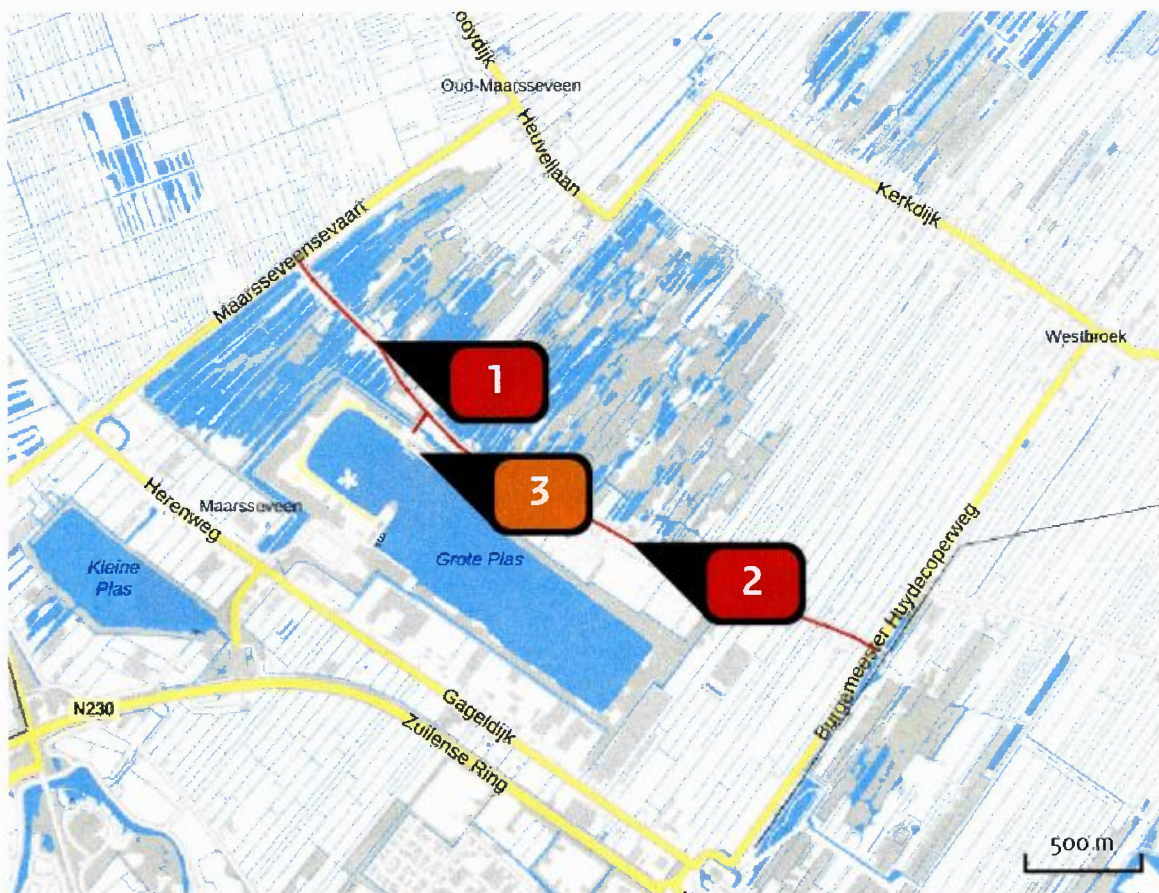 ooydijk
Oud-Maarsseveen
Heuvellaan
Kerkdijk
Maarsseveensevaart
Westbroek
1
3
Herenweg
Maarsseveen
Grote Plas
Kleine
Plas
2
Burgemeester Huydecoperweg
N230
Gageldijk
Zuilense Ring
500 m